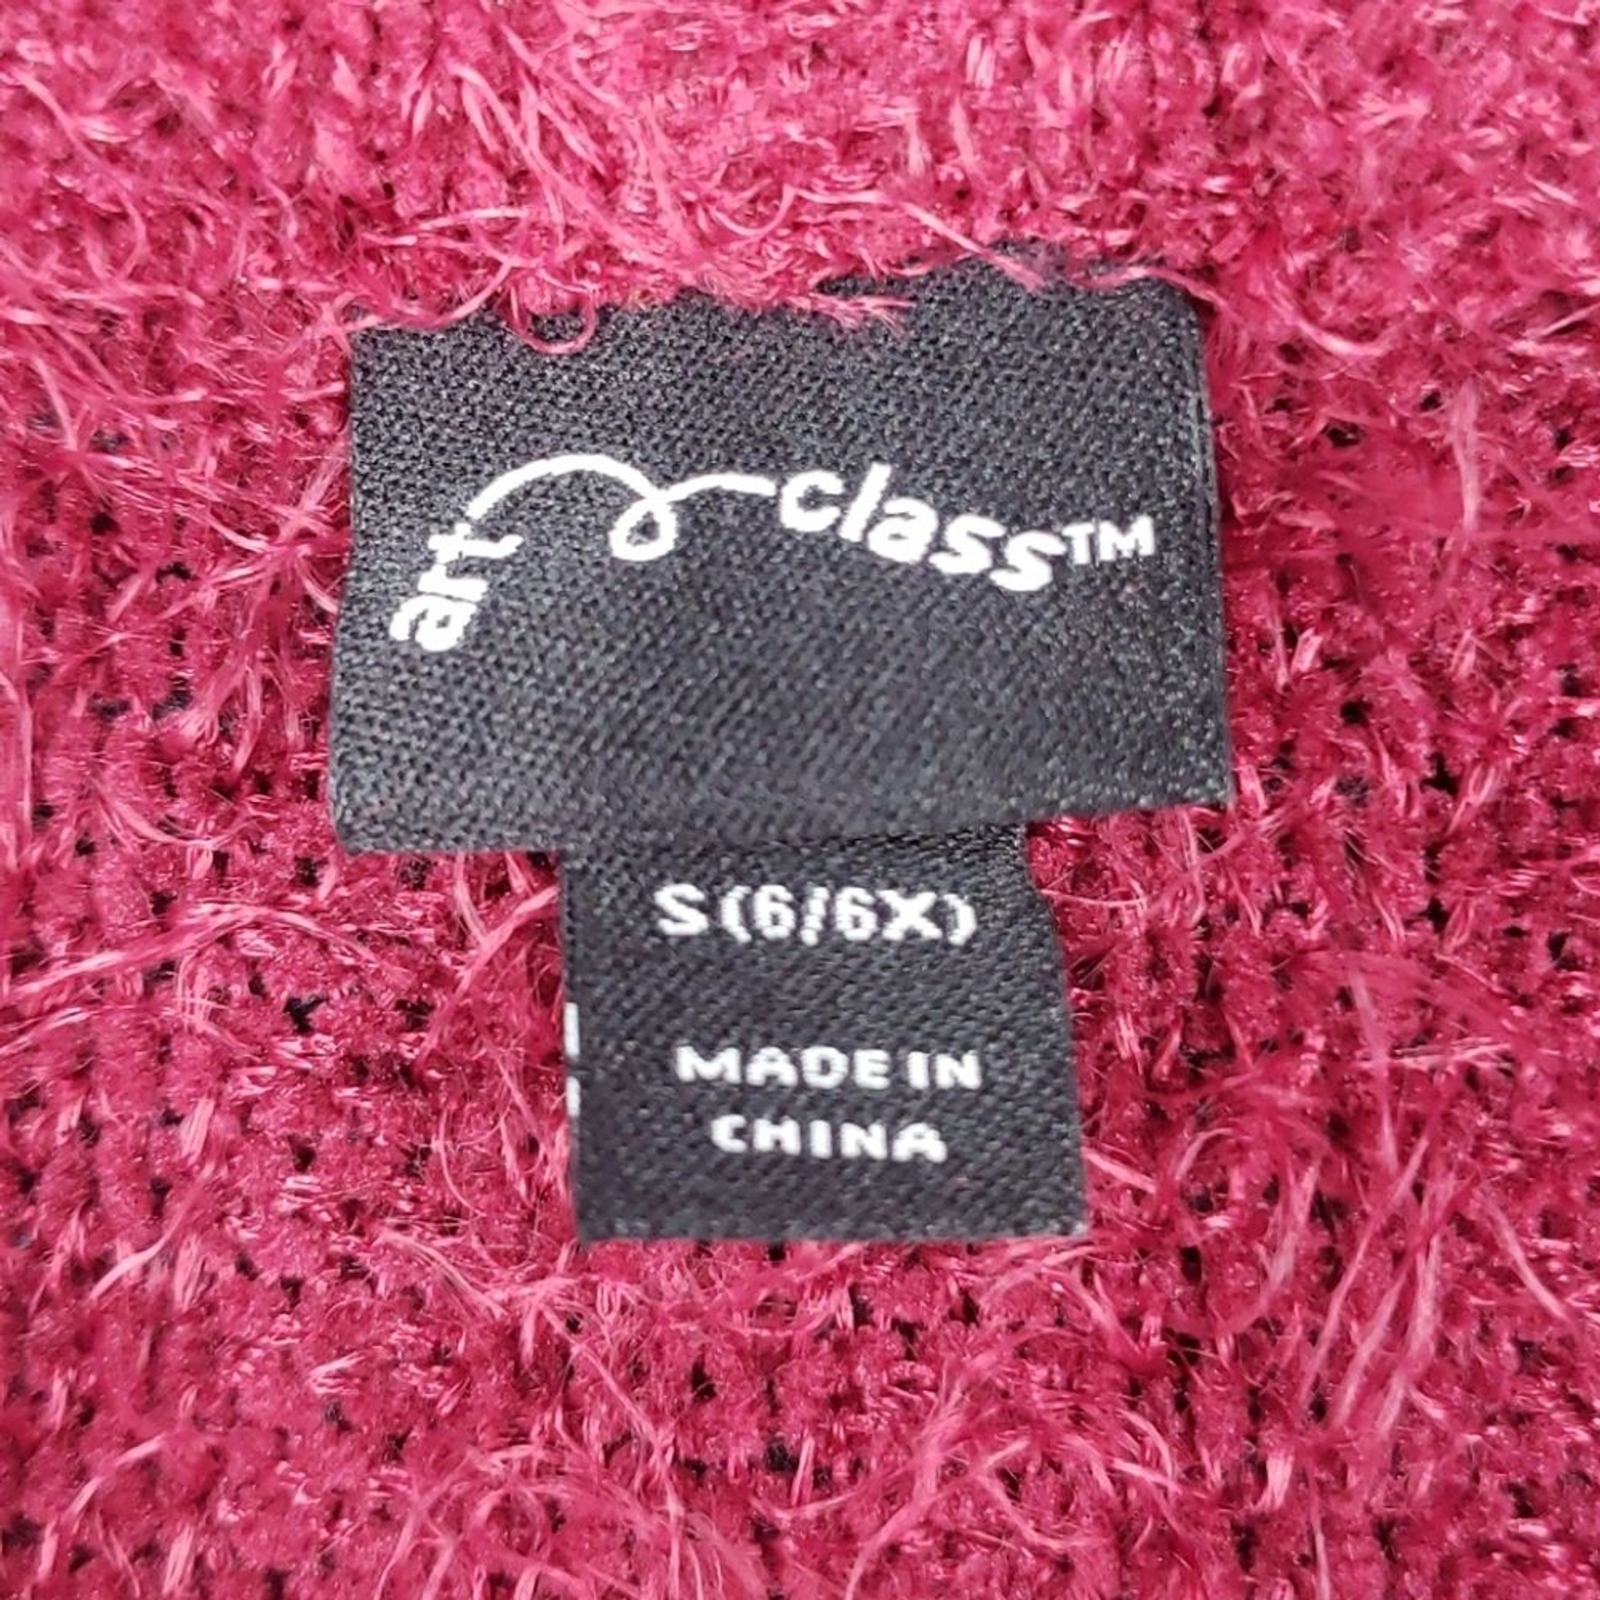 art class™
S(6/6X)
MADE IN
CHINA